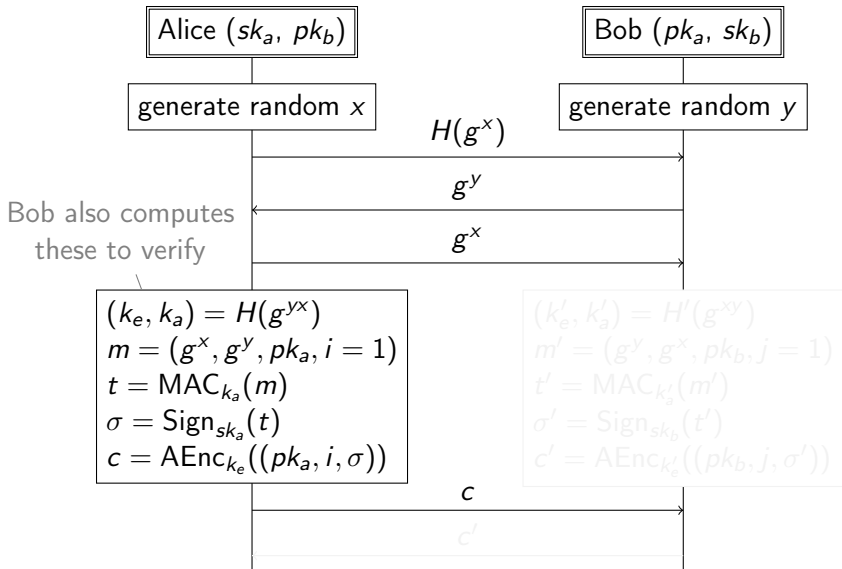 Alice (sk_a, pk_b)
Bob (pk_a, sk_b)
generate random x
generate random y
H(g^x)
g^y
g^x
Bob also computes
these to verify
(k_e, k_a) = H(g^{yx})
m = (g^x, g^y, pk_a, i = 1)
t = MAC_{k_a}(m)
σ = Sign_{sk_a}(t)
c = AEnc_{k_e}((pk_a, i, σ))
(k'_e, k'_a) = H'(g^{xy})
m' = (g^y, g^x, pk_b, j = 1)
t' = MAC_{k'_a}(m')
σ' = Sign_{sk_b}(t')
c' = AEnc_{k'_e}((pk_b, j, σ'))
c
c'